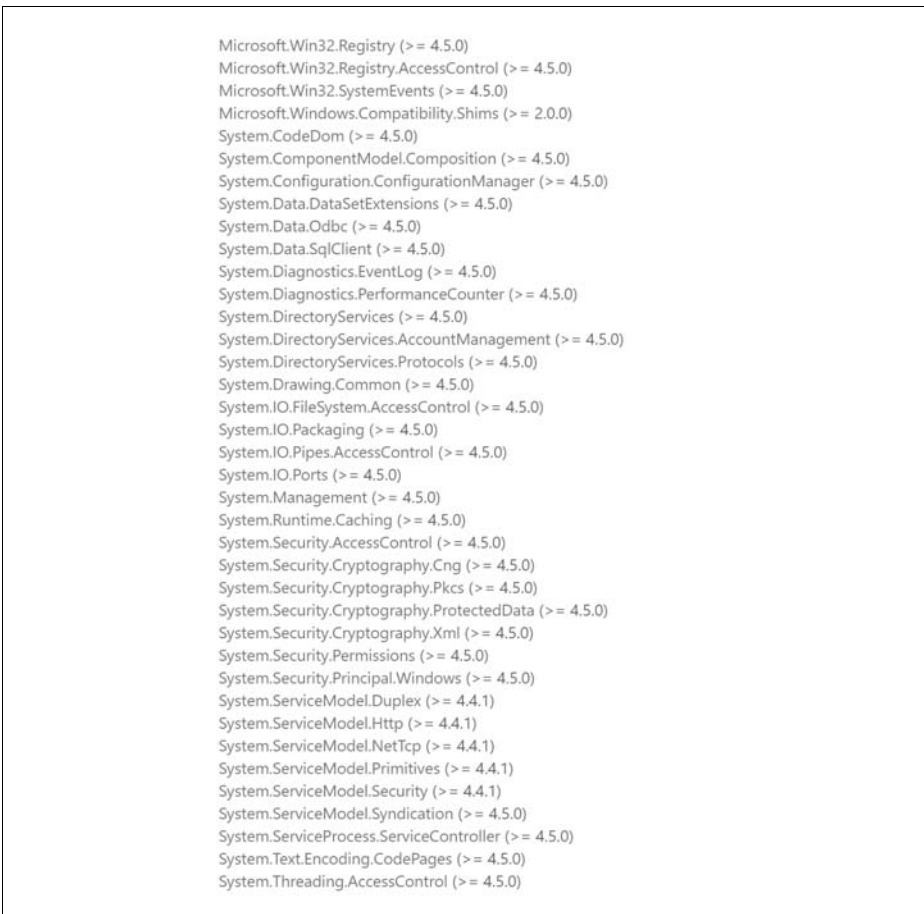 Microsoft.Win32.Registry (>= 4.5.0)
Microsoft.Win32.Registry.AccessControl (>= 4.5.0)
Microsoft.Win32.SystemEvents (>= 4.5.0)
Microsoft.Windows.Compatibility.Shims (>= 2.0.0)
System.CodeDom (>= 4.5.0)
System.ComponentModel.Composition (>= 4.5.0)
System.Configuration.ConfigurationManager (>= 4.5.0)
System.Data.DataSetExtensions (>= 4.5.0)
System.Data.Odbc (>= 4.5.0)
System.Data.SqlClient (>= 4.5.0)
System.Diagnostics.EventLog (>= 4.5.0)
System.Diagnostics.PerformanceCounter (>= 4.5.0)
System.DirectoryServices (>= 4.5.0)
System.DirectoryServices.AccountManagement (>= 4.5.0)
System.DirectoryServices.Protocols (>= 4.5.0)
System.Drawing.Common (>= 4.5.0)
System.IO.FileSystem.AccessControl (>= 4.5.0)
System.IO.Packaging (>= 4.5.0)
System.IO.Pipes.AccessControl (>= 4.5.0)
System.IO.Ports (>= 4.5.0)
System.Management (>= 4.5.0)
System.Runtime.Caching (>= 4.5.0)
System.Security.AccessControl (>= 4.5.0)
System.Security.Cryptography.Cng (>= 4.5.0)
System.Security.Cryptography.Pkcs (>= 4.5.0)
System.Security.Cryptography.ProtectedData (>= 4.5.0)
System.Security.Cryptography.Xml (>= 4.5.0)
System.Security.Permissions (>= 4.5.0)
System.Security.Principal.Windows (>= 4.5.0)
System.ServiceModel.Duplex (>= 4.4.1)
System.ServiceModel.Http (>= 4.4.1)
System.ServiceModel.NetTcp (>= 4.4.1)
System.ServiceModel.Primitives (>= 4.4.1)
System.ServiceModel.Security (>= 4.4.1)
System.ServiceModel.Syndication (>= 4.5.0)
System.ServiceProcess.ServiceController (>= 4.5.0)
System.Text.Encoding.CodePages (>= 4.5.0)
System.Threading.AccessControl (>= 4.5.0)